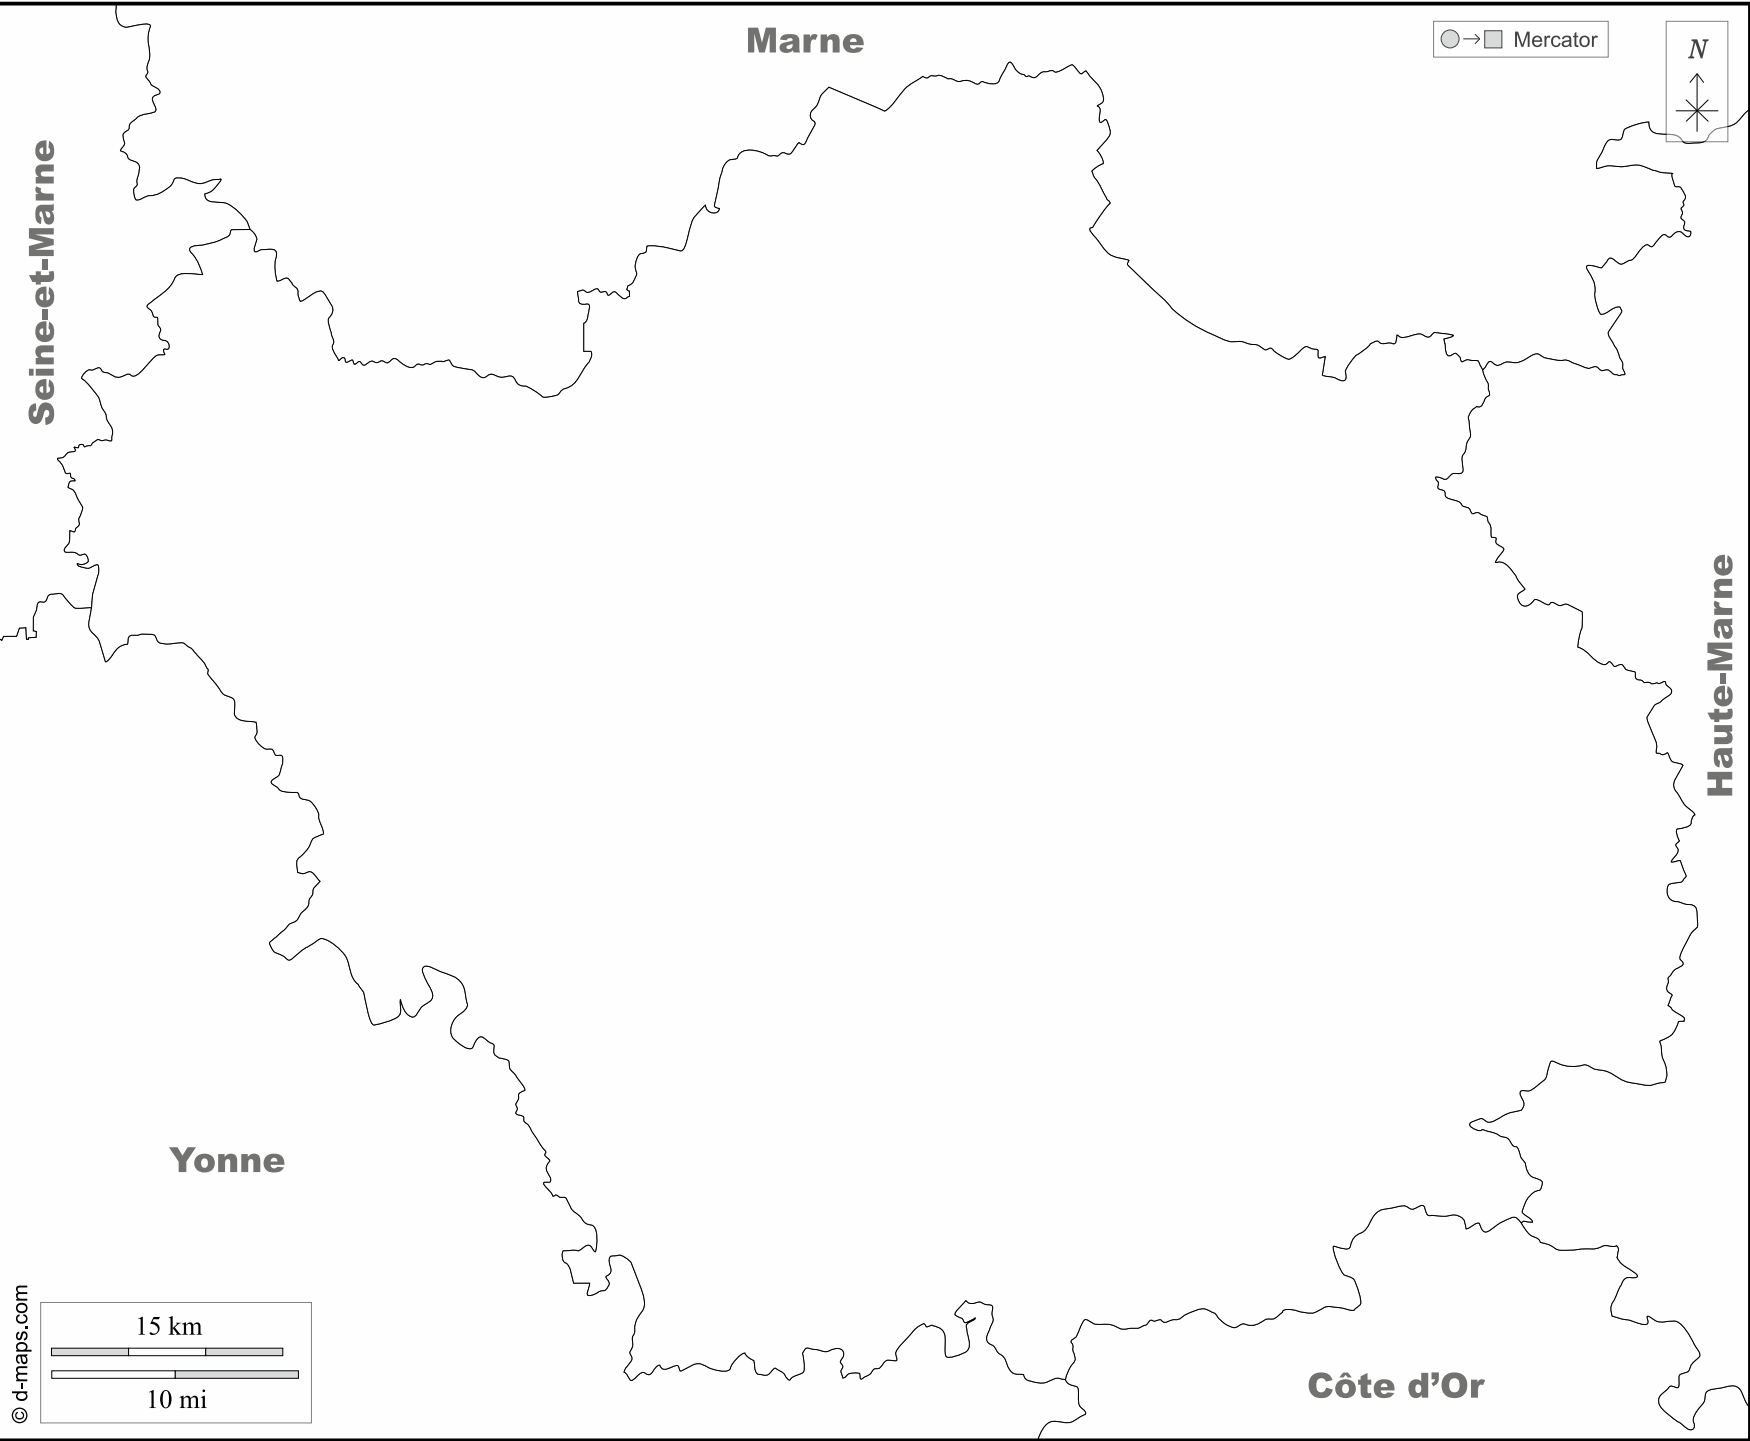 Marne
Mercator
N
Seine-et-Marne
Haute-Marne
Yonne
Côte d’Or
15 km
10 mi
© d-maps.com